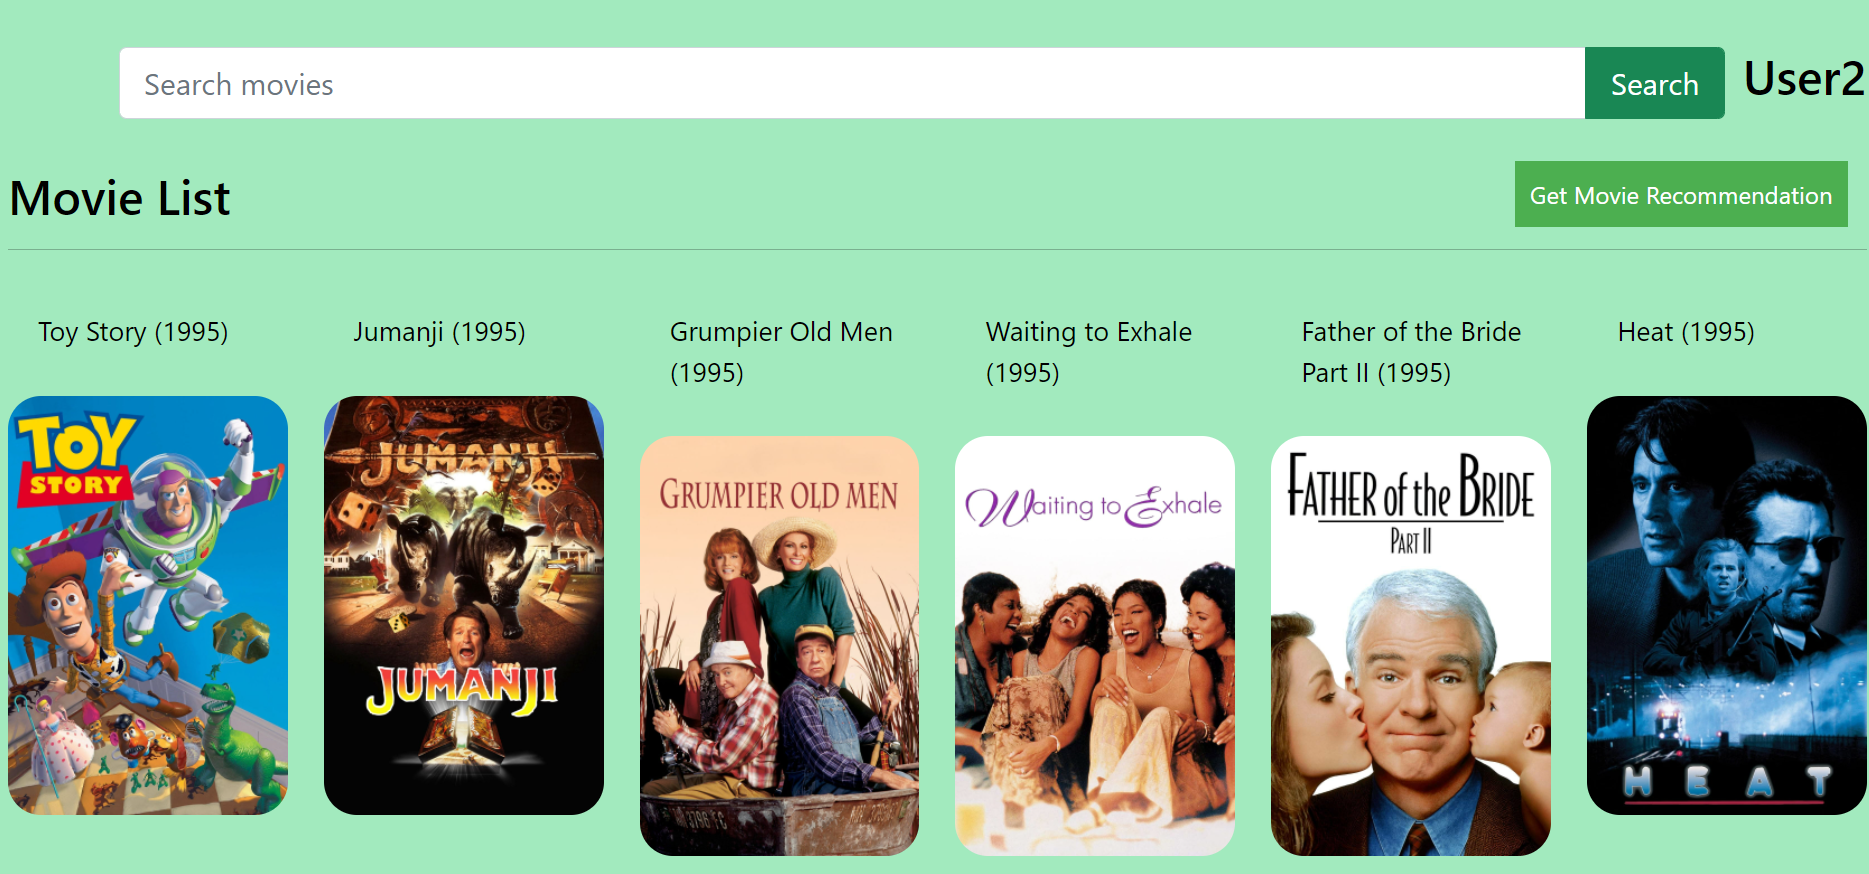 Search movies
Search
User2
Movie List
Get Movie Recommendation
Toy Story (1995)
Jumanji (1995)
Grumpier Old Men
(1995)
Waiting to Exhale
(1995)
Father of the Bride
Part II (1995)
Heat (1995)
TOY
STORY
JUMANJI
JUMANJI
GRUMPIER OLD MEN
Waiting to Exhale
FATHER of the BRIDE
PART II
HEAT